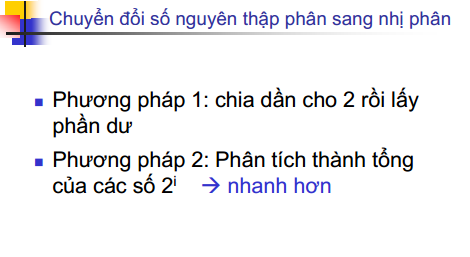 Chuyển đổi số nguyên thập phân sang nhị phân
Phương pháp 1: chia dần cho 2 rồi lấy
phần dư
Phương pháp 2: Phân tích thành tổng
của các số 2ⁱ → nhanh hơn